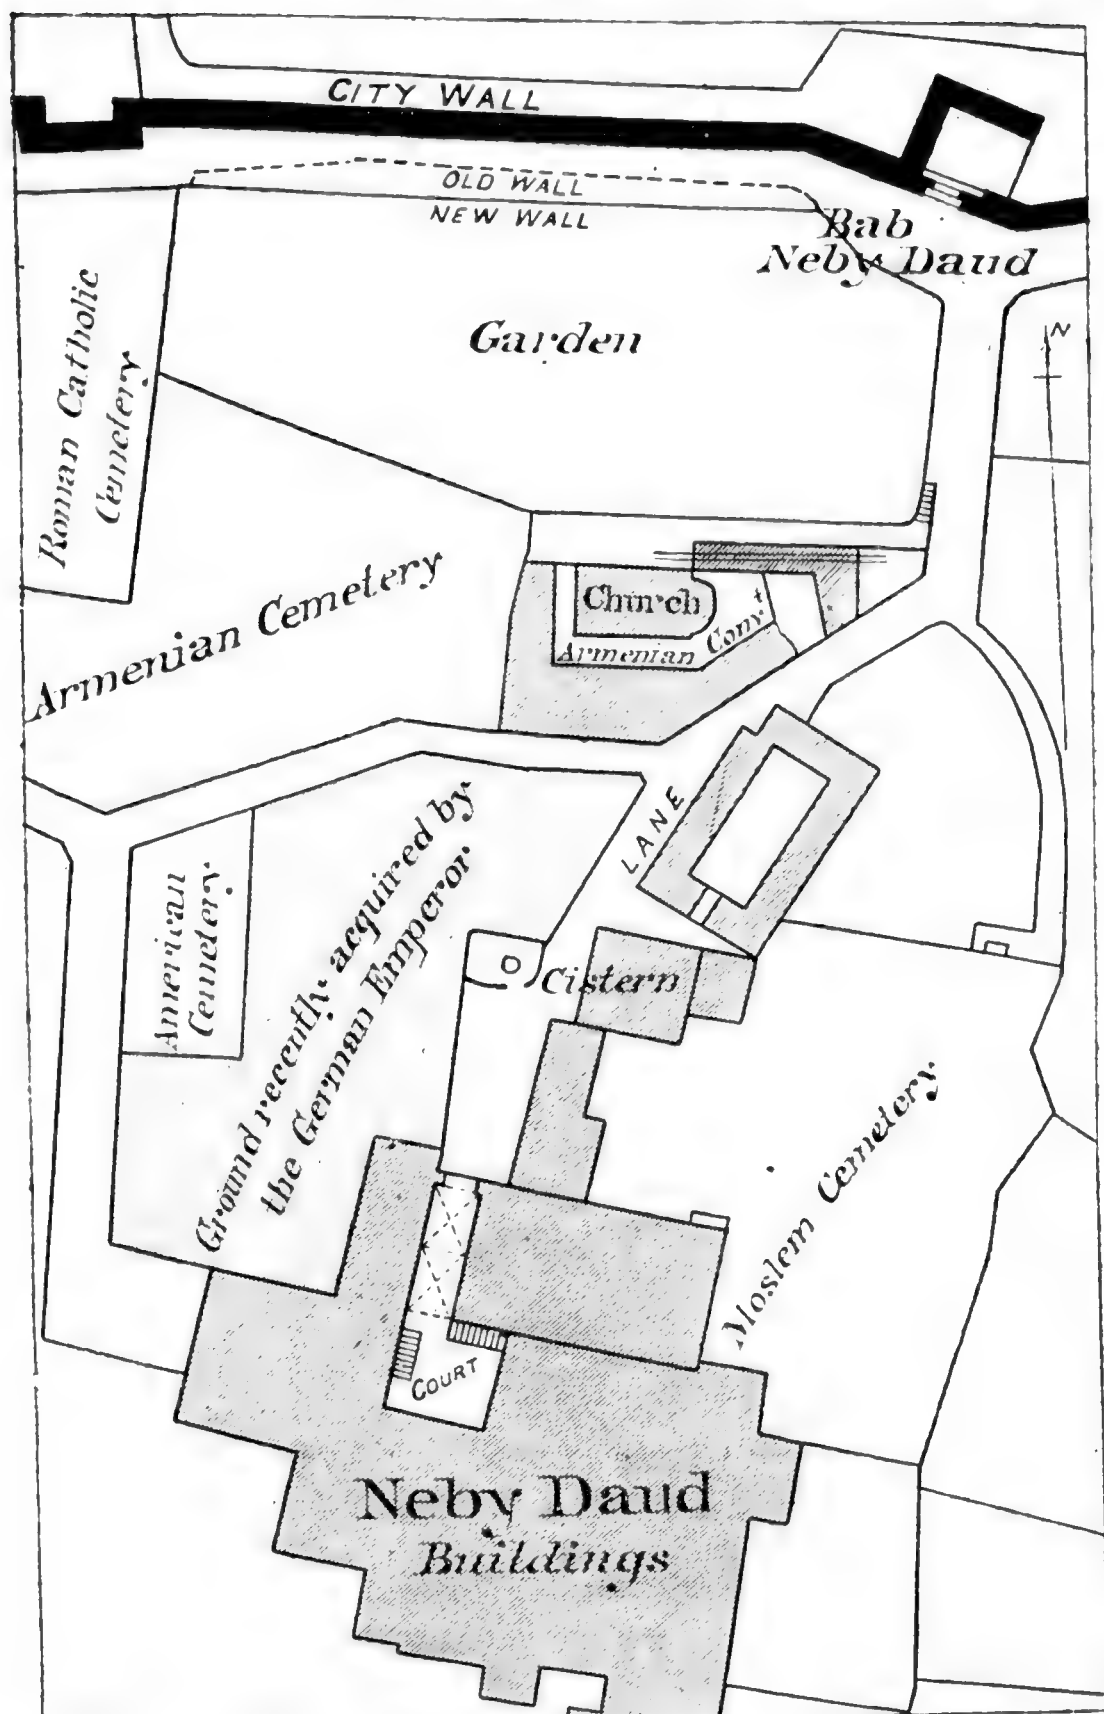 CITY WALL
OLD WALL
NEW WALL
Bab
Neby Daud
N
Garden
Roman Catholic
Cemetery
Armenian Cemetery
Church
Armenian Conv.t
LANE
American
Cemetery
Ground recently acquired by
the German Emperor
Cistern
Moslem Cemetery
COURT
Neby Daud
Buildings